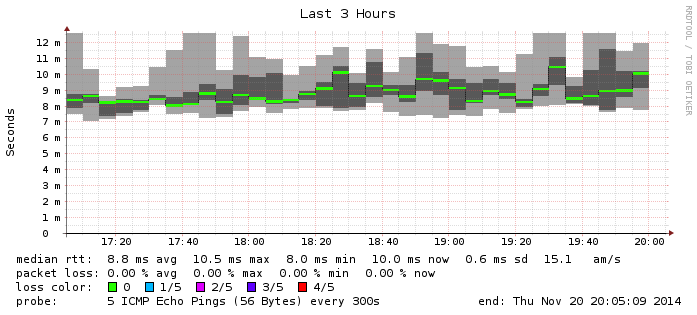 Last 3 Hours
RRDTOOL / TOBI OETIKER
Seconds
12 m
11 m
10 m
9 m
8 m
7 m
6 m
5 m
4 m
3 m
2 m
1 m
0
17:20 17:40 18:00 18:20 18:40 19:00 19:20 19:40 20:00
median rtt: 8.8 ms avg 10.5 ms max 8.0 ms min 10.0 ms now 0.6 ms sd 15.1 am/s
packet loss: 0.00 % avg 0.00 % max 0.00 % min 0.00 % now
loss color: 0 1/5 2/5 3/5 4/5
probe: 5 ICMP Echo Pings (56 Bytes) every 300s end: Thu Nov 20 20:05:09 2014